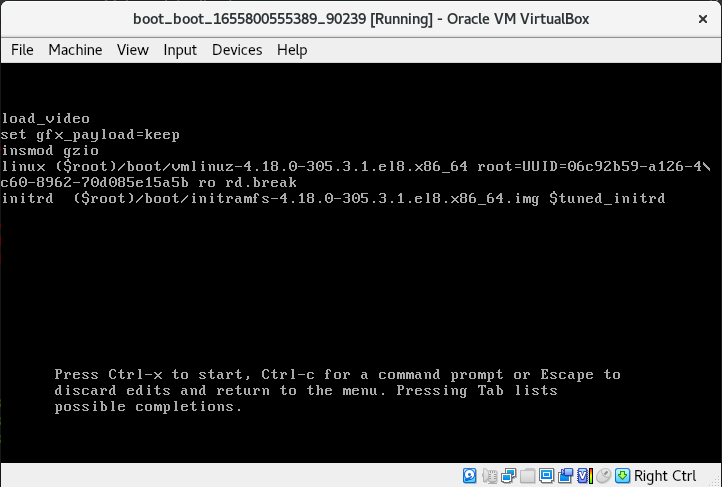 boot_boot_1655800555389_90239 [Running] - Oracle VM VirtualBox
File Machine View Input Devices Help
load_video
set gfx_payload=keep
insmod gzio
linux ($root)/boot/vmlinuz-4.18.0-305.3.1.el8.x86_64 root=UUID=06c92b59-a126-4\
c60-8962-70d085e15a5b ro rd.break
initrd  ($root)/boot/initramfs-4.18.0-305.3.1.el8.x86_64.img $tuned_initrd
Press Ctrl-x to start, Ctrl-c for a command prompt or Escape to
discard edits and return to the menu. Pressing Tab lists
possible completions.
Right Ctrl